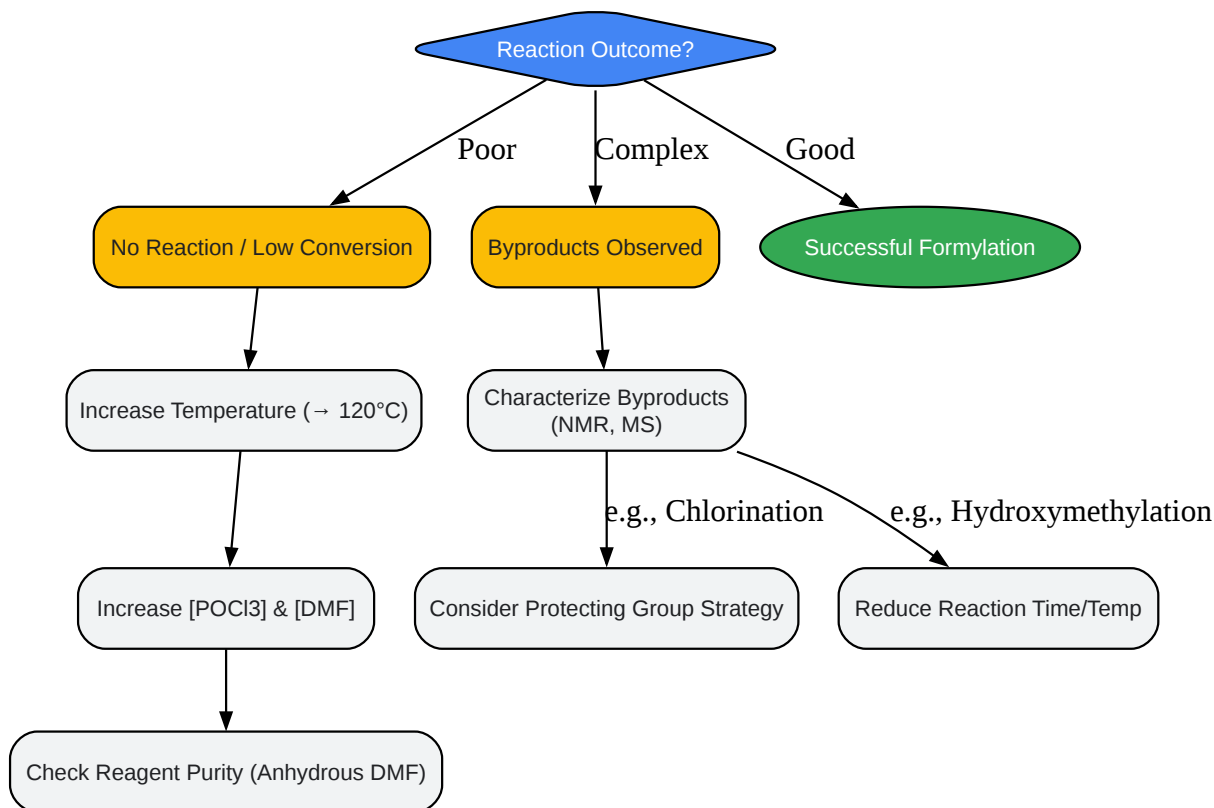 Reaction Outcome?
Poor
Complex
Good
No Reaction / Low Conversion
Byproducts Observed
Successful Formylation
Increase Temperature (→ 120°C)
Characterize Byproducts
(NMR, MS)
e.g., Chlorination
e.g., Hydroxymethylation
Increase [POCl3] & [DMF]
Consider Protecting Group Strategy
Reduce Reaction Time/Temp
Check Reagent Purity (Anhydrous DMF)